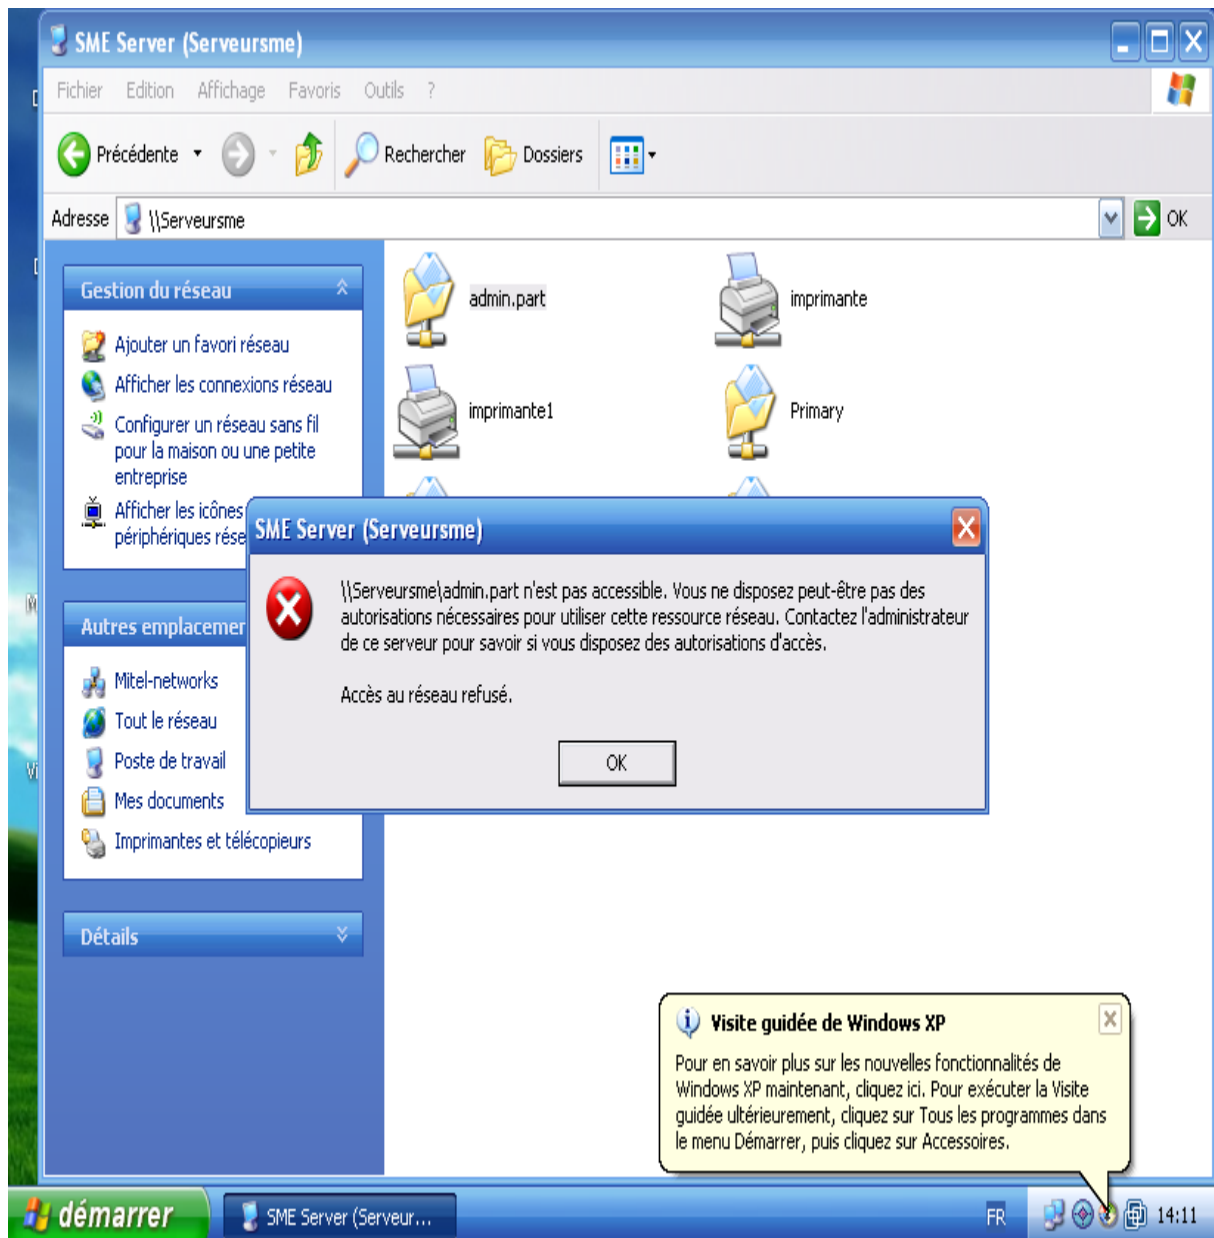 SME Server (Serveursme)
Fichier Edition Affichage Favoris Outils ?
Précédente Rechercher Dossiers
Adresse \\Serveursme OK
Gestion du réseau
Ajouter un favori réseau
Afficher les connexions réseau
Configurer un réseau sans fil
pour la maison ou une petite
entreprise
Afficher les icônes
périphériques rése
Autres emplacemer
Mitel-networks
Tout le réseau
Poste de travail
Mes documents
Imprimantes et télécopieurs
Détails
admin.part
imprimante
imprimante1
Primary
SME Server (Serveursme)
\\Serveursme\admin.part n'est pas accessible. Vous ne disposez peut-être pas des
autorisations nécessaires pour utiliser cette ressource réseau. Contactez l'administrateur
de ce serveur pour savoir si vous disposez des autorisations d'accès.
Accès au réseau refusé.
OK
Visite guidée de Windows XP
Pour en savoir plus sur les nouvelles fonctionnalités de
Windows XP maintenant, cliquez ici. Pour exécuter la Visite
guidée ultérieurement, cliquez sur Tous les programmes dans
le menu Démarrer, puis cliquez sur Accessoires.
démarrer
SME Server (Serveur...
FR
14:11